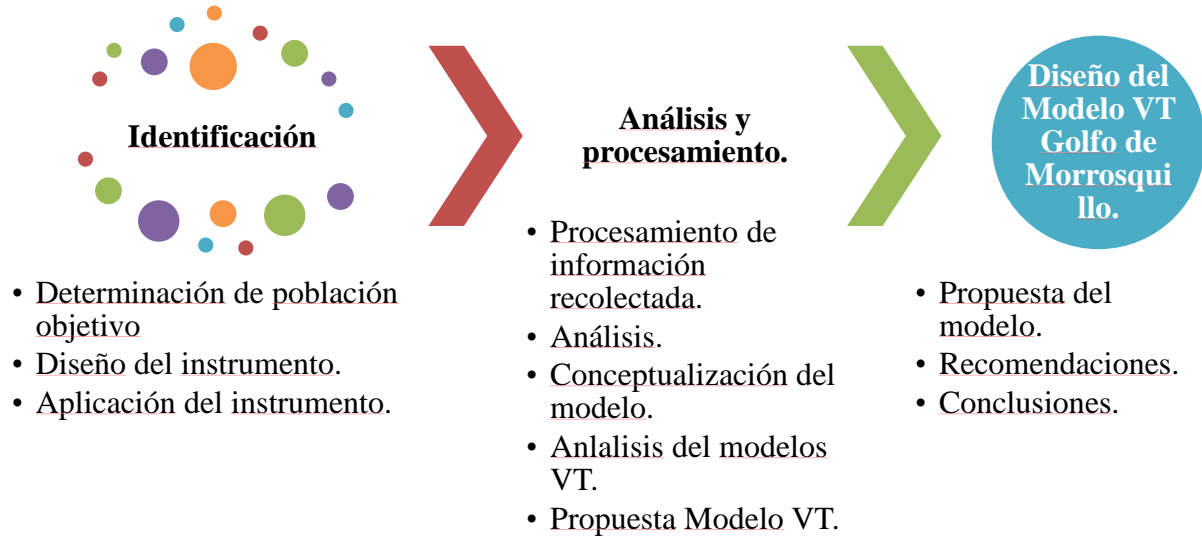 Identificación
• Determinación de población
objetivo
• Diseño del instrumento.
• Aplicación del instrumento.
Análisis y
procesamiento.
• Procesamiento de
información
recolectada.
• Análisis.
• Conceptualización del
modelo.
• Anlalisis del modelos
VT.
• Propuesta Modelo VT.
Diseño del
Modelo VT
Golfo de
Morrosqui
llo.
• Propuesta del
modelo.
• Recomendaciones.
• Conclusiones.